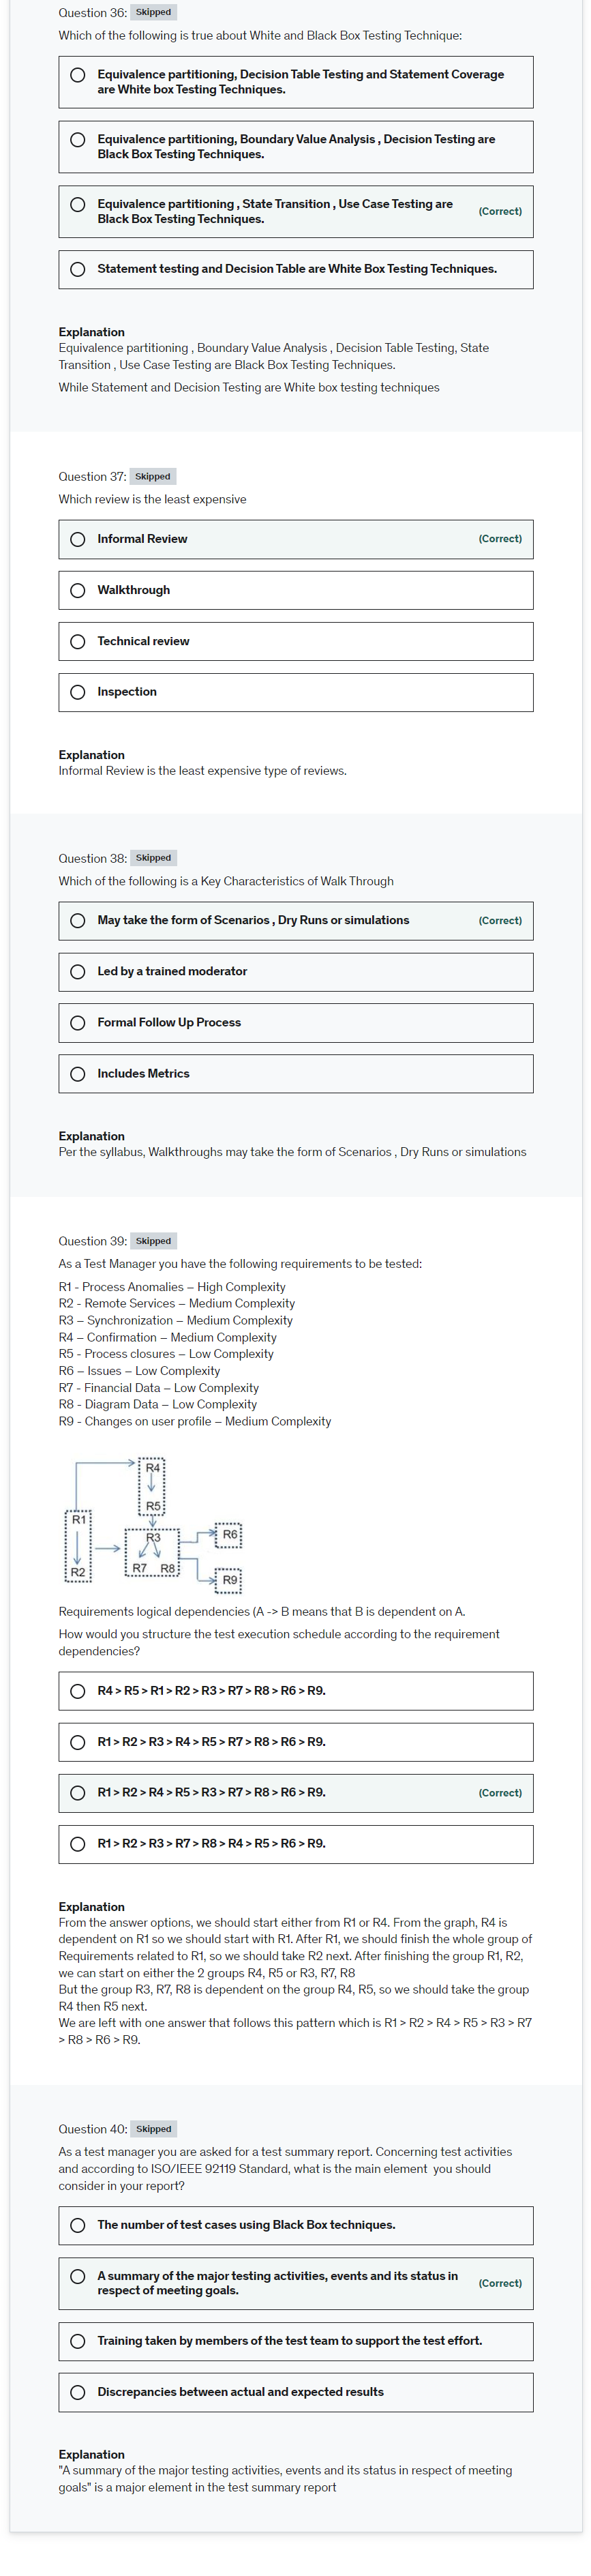 Question 36: Skipped
Which of the following is true about White and Black Box Testing Technique:
Equivalence partitioning, Decision Table Testing and Statement Coverage
are White box Testing Techniques.
Equivalence partitioning, Boundary Value Analysis , Decision Testing are
Black Box Testing Techniques.
Equivalence partitioning , State Transition , Use Case Testing are
Black Box Testing Techniques.
(Correct)
Statement testing and Decision Table are White Box Testing Techniques.
Explanation
Equivalence partitioning , Boundary Value Analysis , Decision Table Testing, State
Transition , Use Case Testing are Black Box Testing Techniques.
While Statement and Decision Testing are White box testing techniques
Question 37: Skipped
Which review is the least expensive
Informal Review (Correct)
Walkthrough
Technical review
Inspection
Explanation
Informal Review is the least expensive type of reviews.
Question 38: Skipped
Which of the following is a Key Characteristics of Walk Through
May take the form of Scenarios , Dry Runs or simulations (Correct)
Led by a trained moderator
Formal Follow Up Process
Includes Metrics
Explanation
Per the syllabus, Walkthroughs may take the form of Scenarios , Dry Runs or simulations
Question 39: Skipped
As a Test Manager you have the following requirements to be tested:
R1 - Process Anomalies – High Complexity
R2 - Remote Services – Medium Complexity
R3 – Synchronization – Medium Complexity
R4 – Confirmation – Medium Complexity
R5 - Process closures – Low Complexity
R6 – Issues – Low Complexity
R7 - Financial Data – Low Complexity
R8 - Diagram Data – Low Complexity
R9 - Changes on user profile – Medium Complexity
R4
R5
R1
R3
R6
R2
R7 R8
R9
Requirements logical dependencies (A -> B means that B is dependent on A.
How would you structure the test execution schedule according to the requirement
dependencies?
R4 > R5 > R1 > R2 > R3 > R7 > R8 > R6 > R9.
R1 > R2 > R3 > R4 > R5 > R7 > R8 > R6 > R9.
R1 > R2 > R4 > R5 > R3 > R7 > R8 > R6 > R9. (Correct)
R1 > R2 > R3 > R7 > R8 > R4 > R5 > R6 > R9.
Explanation
From the answer options, we should start either from R1 or R4. From the graph, R4 is
dependent on R1 so we should start with R1. After R1, we should finish the whole group of
Requirements related to R1, so we should take R2 next. After finishing the group R1, R2,
we can start on either the 2 groups R4, R5 or R3, R7, R8
But the group R3, R7, R8 is dependent on the group R4, R5, so we should take the group
R4 then R5 next.
We are left with one answer that follows this pattern which is R1 > R2 > R4 > R5 > R3 > R7
> R8 > R6 > R9.
Question 40: Skipped
As a test manager you are asked for a test summary report. Concerning test activities
and according to ISO/IEEE 92119 Standard, what is the main element you should
consider in your report?
The number of test cases using Black Box techniques.
A summary of the major testing activities, events and its status in
respect of meeting goals.
(Correct)
Training taken by members of the test team to support the test effort.
Discrepancies between actual and expected results
Explanation
"A summary of the major testing activities, events and its status in respect of meeting
goals" is a major element in the test summary report